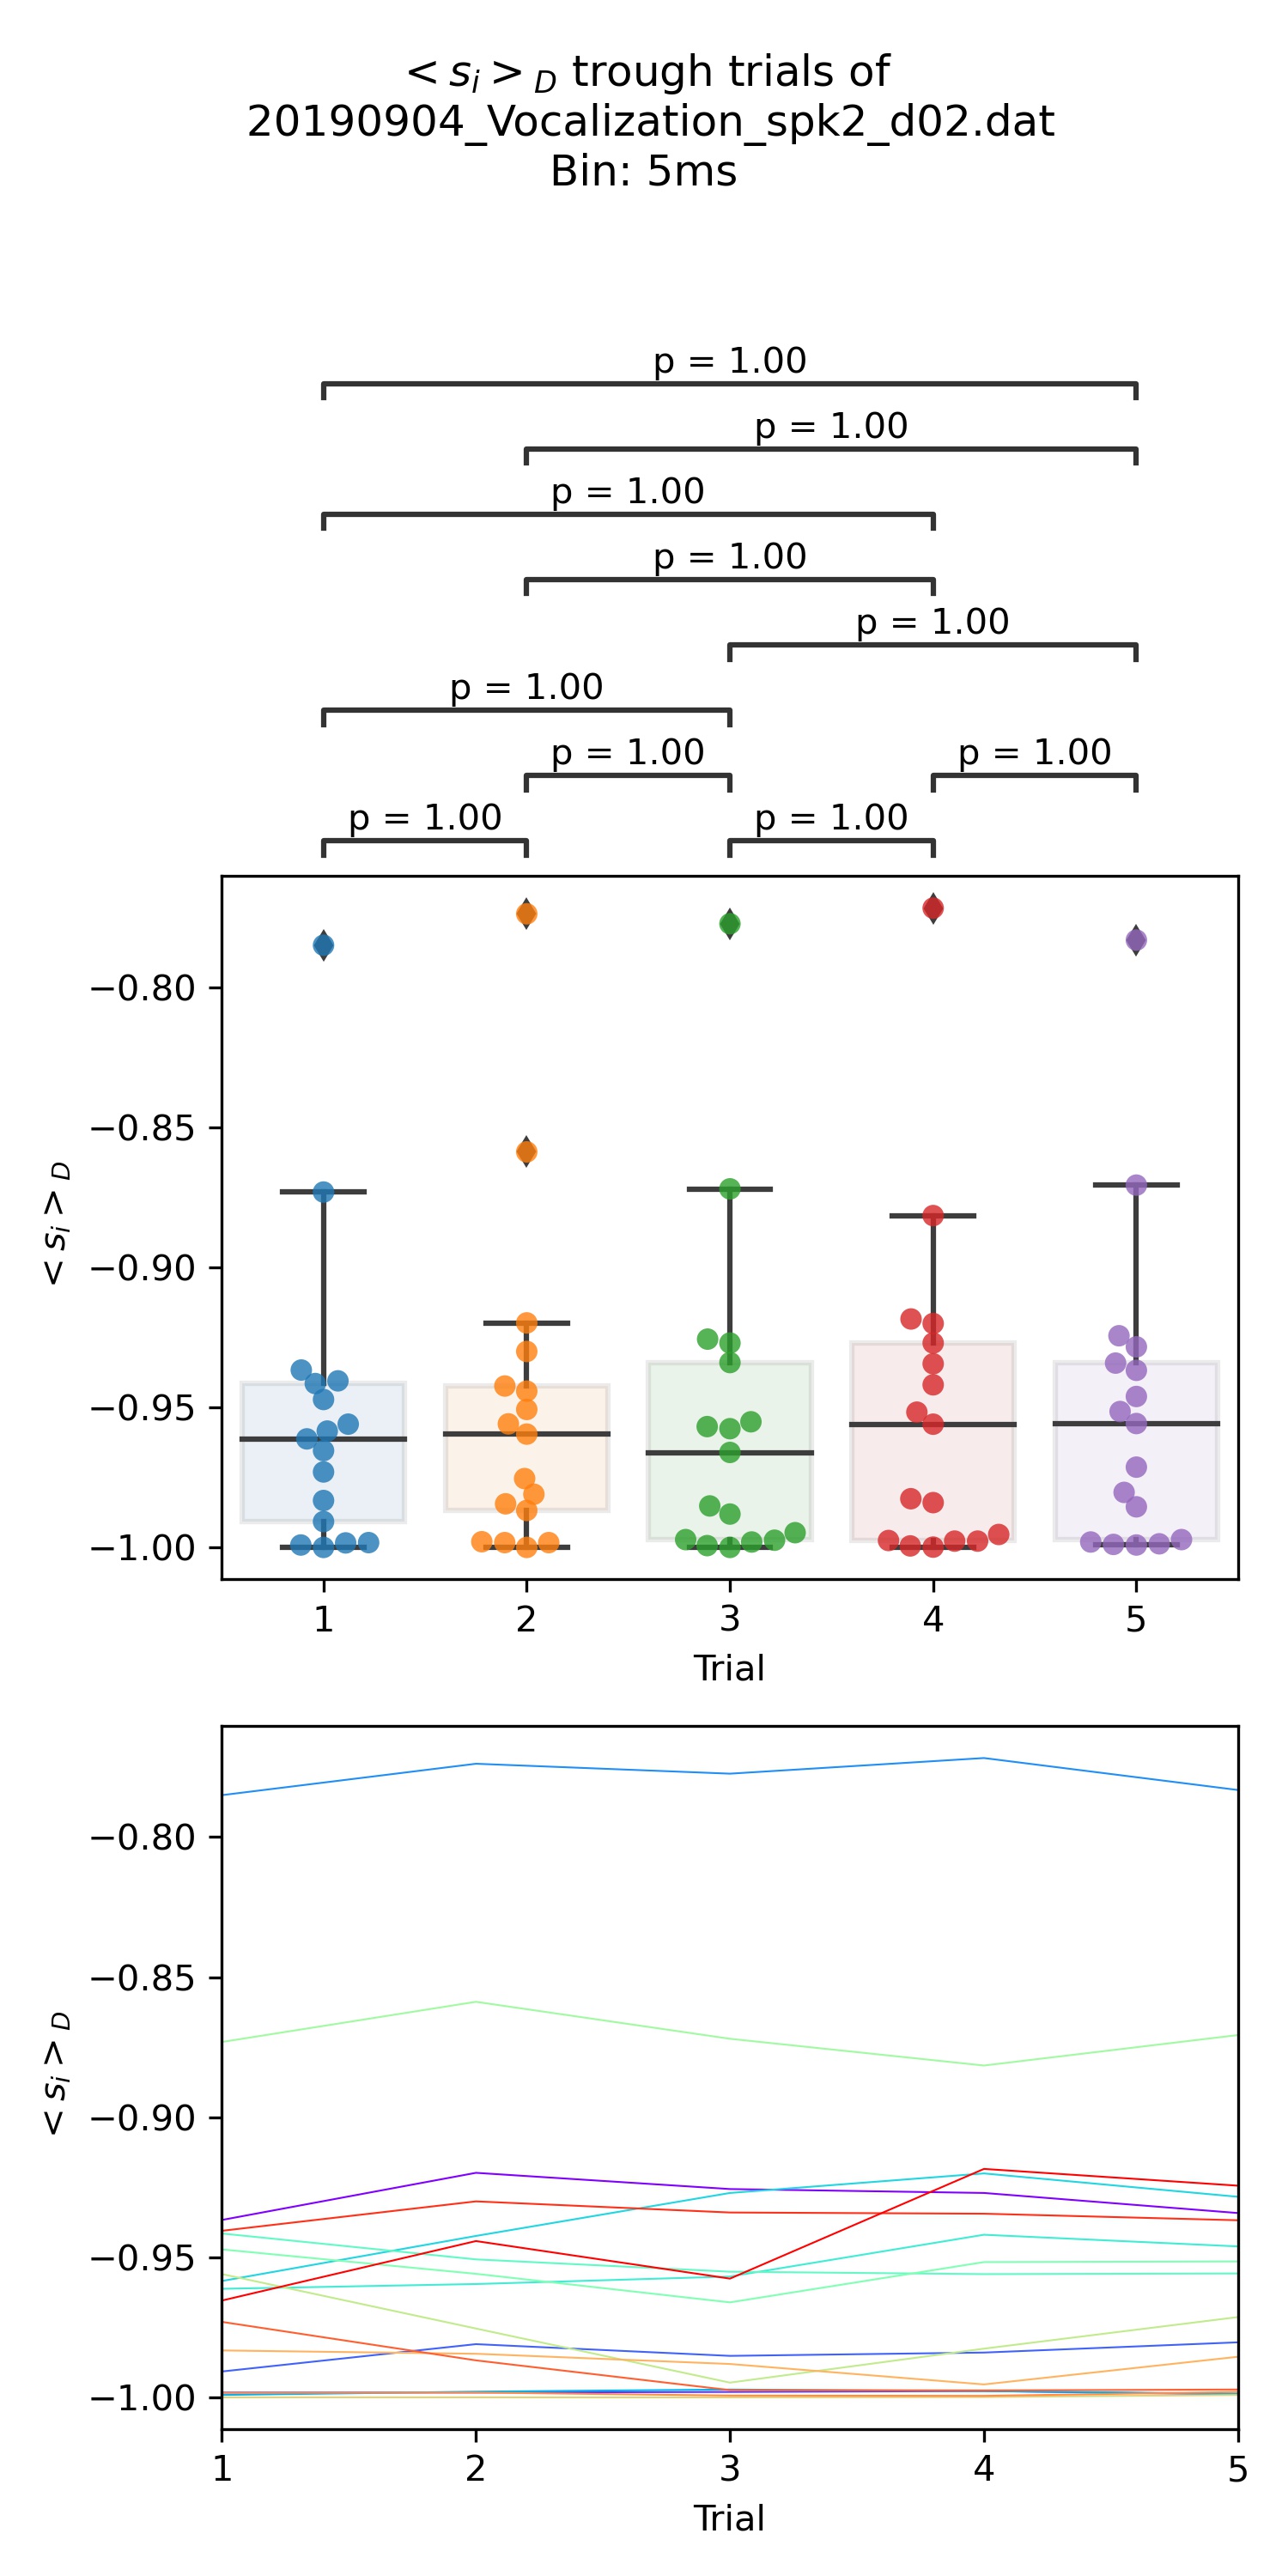 < s_i >_D trough trials of
20190904_Vocalization_spk2_d02.dat
Bin: 5ms
p = 1.00
p = 1.00
p = 1.00
p = 1.00
p = 1.00
p = 1.00
p = 1.00 p = 1.00
p = 1.00 p = 1.00
−0.80
−0.85
−0.90
−0.95
−1.00
< s_i >_D
1 2 3 4 5
Trial
−0.80
−0.85
−0.90
−0.95
−1.00
< s_i >_D
1 2 3 4 5
Trial